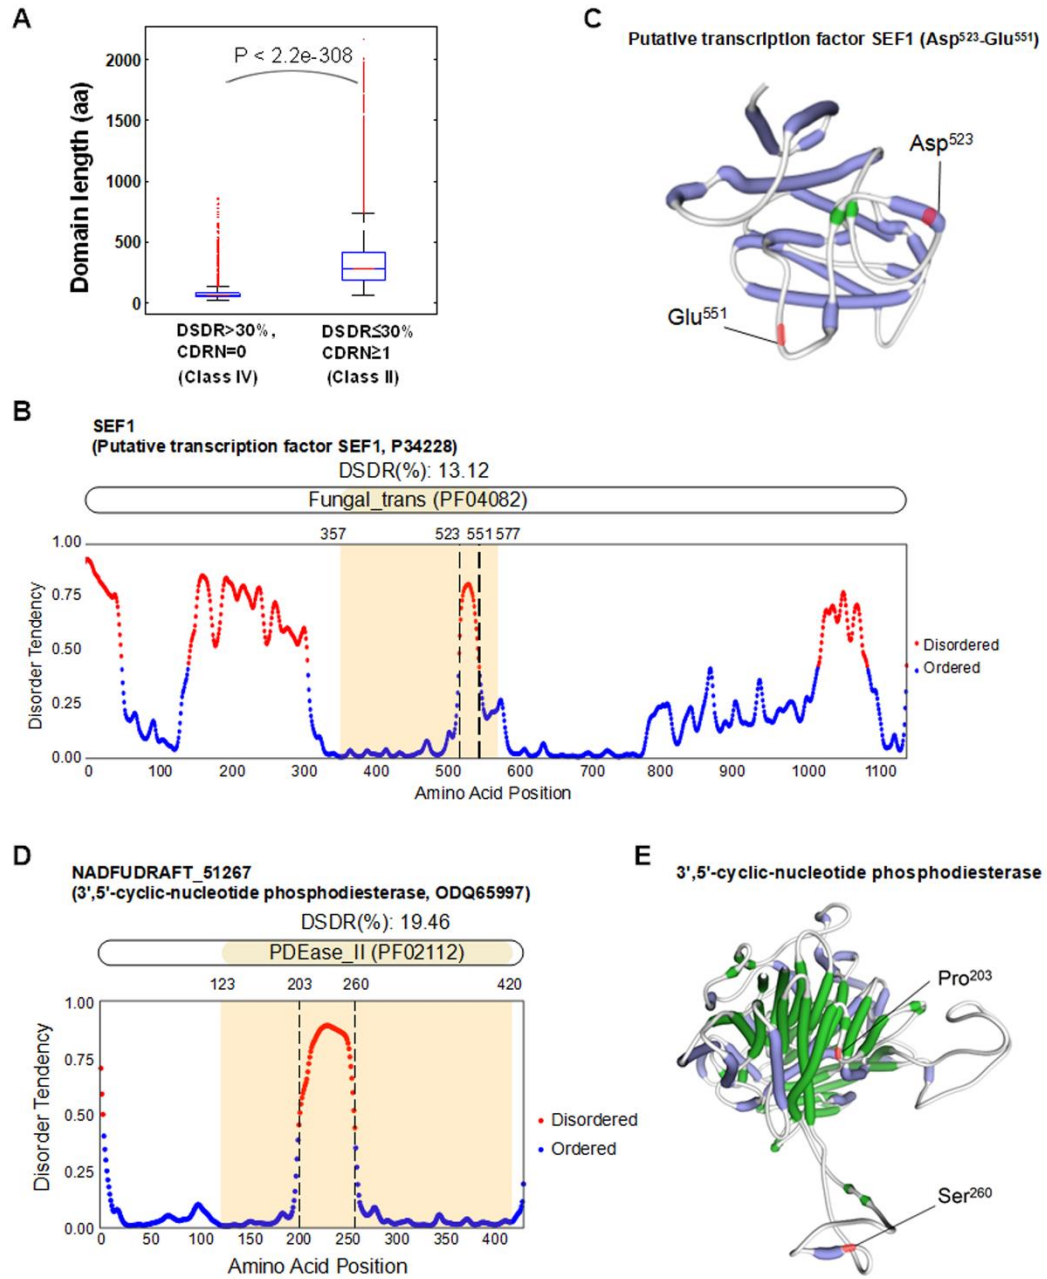 A
Domain length (aa)
2000
1500
1000
500
0
P < 2.2e-308
DSDR>30%, 
CDRN=0
(Class IV)
DSDR≤30%
CDRN≥1
(Class II)
C
Putative transcription factor SEF1 (Asp523-Glu551)
Asp523
Glu551
B
SEF1
(Putative transcription factor SEF1, P34228)
DSDR(%): 13.12
Fungal_trans (PF04082)
357 523 551 577
Disorder Tendency
1.00
0.75
0.50
0.25
0.00
0 100 200 300 400 500 600 700 800 900 1000 1100
Amino Acid Position
Disordered
Ordered
D
NADFUDRAFT_51267
(3',5'-cyclic-nucleotide phosphodiesterase, ODQ65997)
DSDR(%): 19.46
PDEase_II (PF02112)
123 203 260 420
Disorder Tendency
1.00
0.75
0.50
0.25
0.00
0 50 100 150 200 250 300 350 400
Amino Acid Position
Disordered
Ordered
E
3',5'-cyclic-nucleotide phosphodiesterase
Pro203
Ser260